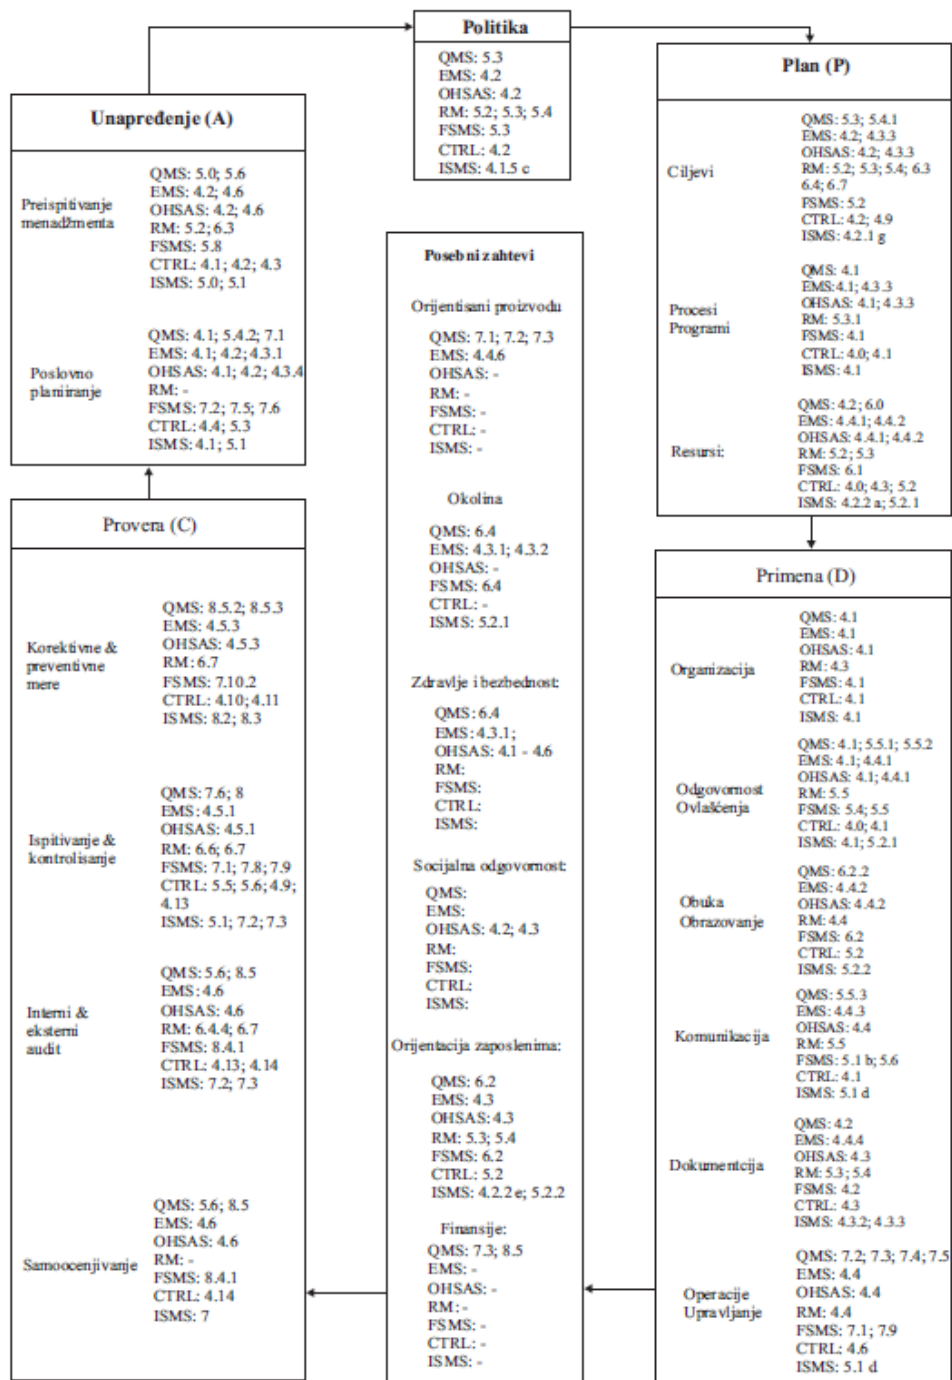 Politika
QMS: 5.3
EMS: 4.2
OHSAS: 4.2
RM: 5.2; 5.3; 5.4
FSMS: 5.3
CTRL: 4.2
ISMS: 4.1.5 c
Plan (P)
Ciljevi
QMS: 5.3; 5.4.1
EMS: 4.2; 4.3.3
OHSAS: 4.2; 4.3.3
RM: 5.2; 5.3; 5.4; 6.3
6.4; 6.7
FSMS: 5.2
CTRL: 4.2; 4.9
ISMS: 4.2.1 g
Procesi
Programi
QMS: 4.1
EMS:4.1; 4.3.3
OHSAS: 4.1; 4.3.3
RM: 5.3.1
FSMS: 4.1
CTRL: 4.0; 4.1
ISMS: 4.1
Resursi:
QMS: 4.2; 6.0
EMS: 4.4.1; 4.4.2
OHSAS: 4.4.1; 4.4.2
RM: 5.2; 5.3
FSMS: 6.1
CTRL: 4.0; 4.3; 5.2
ISMS: 4.2.2 a; 5.2.1
Primena (D)
Organizacija
QMS: 4.1
EMS: 4.1
OHSAS: 4.1
RM: 4.3
FSMS: 4.1
CTRL: 4.1
ISMS: 4.1
Odgovornost
Ovlašćenja
QMS: 4.1; 5.5.1; 5.5.2
EMS: 4.1; 4.4.1
OHSAS: 4.1; 4.4.1
RM: 5.5
FSMS: 5.4; 5.5
CTRL: 4.0; 4.1
ISMS: 4.1; 5.2.1
Obuka
Obrazovanje
QMS: 6.2.2
EMS: 4.4.2
OHSAS: 4.4.2
RM: 4.4
FSMS: 6.2
CTRL: 5.2
ISMS: 5.2.2
Komunikacija
QMS: 5.5.3
EMS: 4.4.3
OHSAS: 4.4
RM: 5.5
FSMS: 5.1 b; 5.6
CTRL: 4.1
ISMS: 5.1 d
Dokumentcija
QMS: 4.2
EMS: 4.4.4
OHSAS: 4.3
RM: 5.3; 5.4
FSMS: 4.2
CTRL: 4.3
ISMS: 4.3.2; 4.3.3
Operacije
Upravljanje
QMS: 7.2; 7.3; 7.4; 7.5
EMS: 4.4
OHSAS: 4.4
RM: 4.4
FSMS: 7.1; 7.9
CTRL: 4.6
ISMS: 5.1 d
Posebni zahtevi
Orijentisani proizvodu
QMS: 7.1; 7.2; 7.3
EMS: 4.4.6
OHSAS: -
RM: -
FSMS: -
CTRL: -
ISMS: -
Okolina
QMS: 6.4
EMS: 4.3.1; 4.3.2
OHSAS: -
FSMS: 6.4
CTRL: -
ISMS: 5.2.1
Zdravlje i bezbednost:
QMS: 6.4
EMS: 4.3.1;
OHSAS: 4.1 - 4.6
RM:
FSMS:
CTRL:
ISMS:
Socijalna odgovornost:
QMS:
EMS:
OHSAS: 4.2; 4.3
RM:
FSMS:
CTRL:
ISMS:
Orijentacija zaposlenima:
QMS: 6.2
EMS: 4.3
OHSAS: 4.3
RM: 5.3; 5.4
FSMS: 6.2
CTRL: 5.2
ISMS: 4.2.2 e; 5.2.2
Finansije:
QMS: 7.3; 8.5
EMS: -
OHSAS: -
RM: -
FSMS: -
CTRL: -
ISMS: -
Provera (C)
Korektivne &
preventivne
mere
QMS: 8.5.2; 8.5.3
EMS: 4.5.3
OHSAS: 4.5.3
RM: 6.7
FSMS: 7.10.2
CTRL: 4.10; 4.11
ISMS: 8.2; 8.3
Ispitivanje &
kontrolisanje
QMS: 7.6; 8
EMS: 4.5.1
OHSAS: 4.5.1
RM: 6.6; 6.7
FSMS: 7.1; 7.8; 7.9
CTRL: 5.5; 5.6; 4.9;
4.13
ISMS: 5.1; 7.2; 7.3
Interni &
eksterni
audit
QMS: 5.6; 8.5
EMS: 4.6
OHSAS: 4.6
RM: 6.4.4; 6.7
FSMS: 8.4.1
CTRL: 4.13; 4.14
ISMS: 7.2; 7.3
Samoocenjivanje
QMS: 5.6; 8.5
EMS: 4.6
OHSAS: 4.6
RM: -
FSMS: 8.4.1
CTRL: 4.14
ISMS: 7
Unapređenje (A)
Preispitivanje
menadžmenta
QMS: 5.0; 5.6
EMS: 4.2; 4.6
OHSAS: 4.2; 4.6
RM: 5.2; 6.3
FSMS: 5.8
CTRL: 4.1; 4.2; 4.3
ISMS: 5.0; 5.1
Poslovno
planiiranje
QMS: 4.1; 5.4.2; 7.1
EMS: 4.1; 4.2; 4.3.1
OHSAS: 4.1; 4.2; 4.3.4
RM: -
FSMS: 7.2; 7.5; 7.6
CTRL: 4.4; 5.3
ISMS: 4.1; 5.1